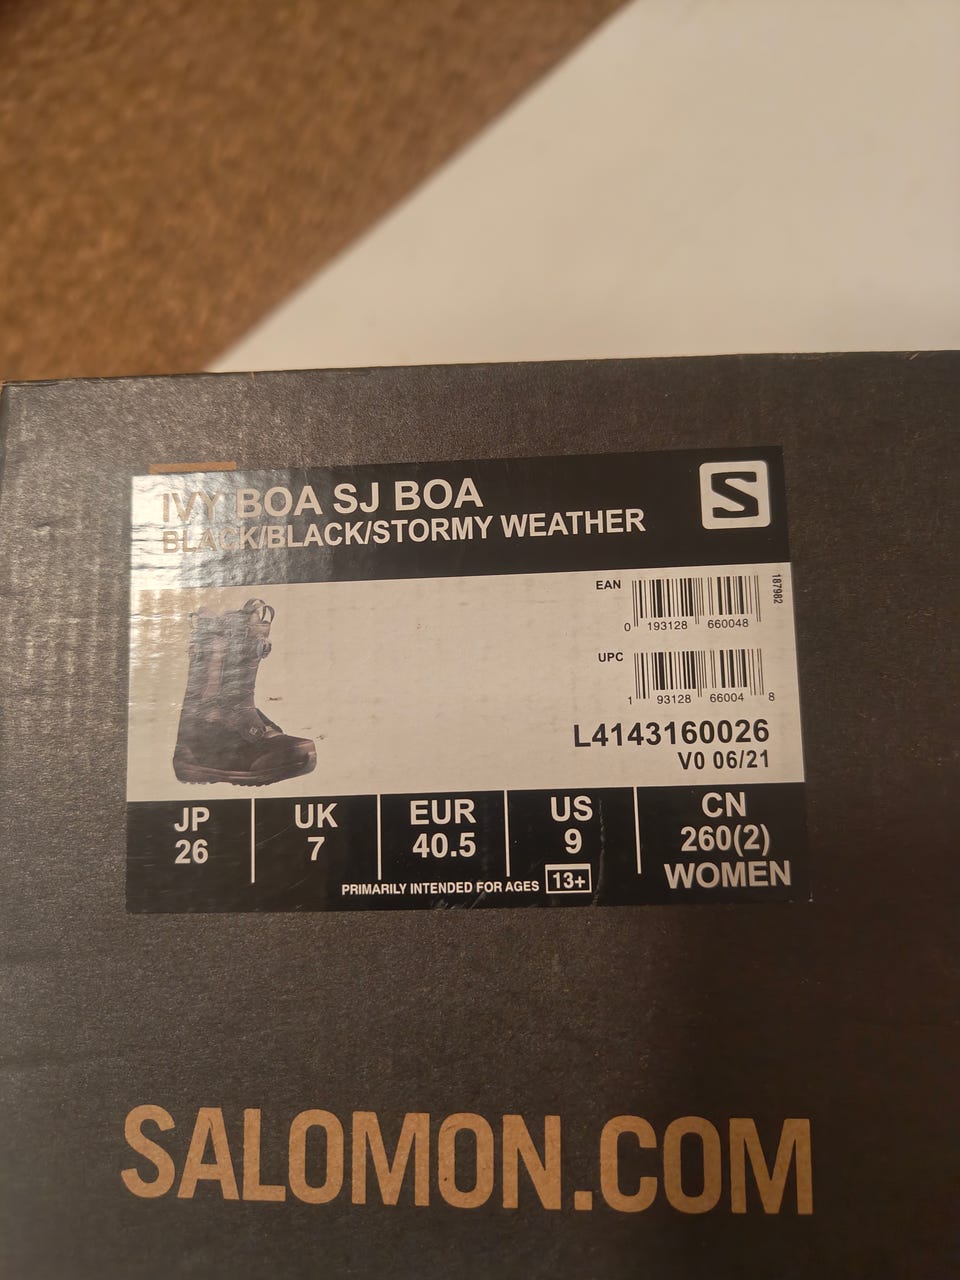 IVY BOA SJ BOA
BLACK/BLACK/STORMY WEATHER
S
EAN
0 193128 660048
187982
UPC
1 93128 66004 8
L4143160026
V0 06/21
JP
26
UK
7
EUR
40.5
US
9
CN
260(2)
WOMEN
PRIMARILY INTENDED FOR AGES 13+
SALOMON.COM